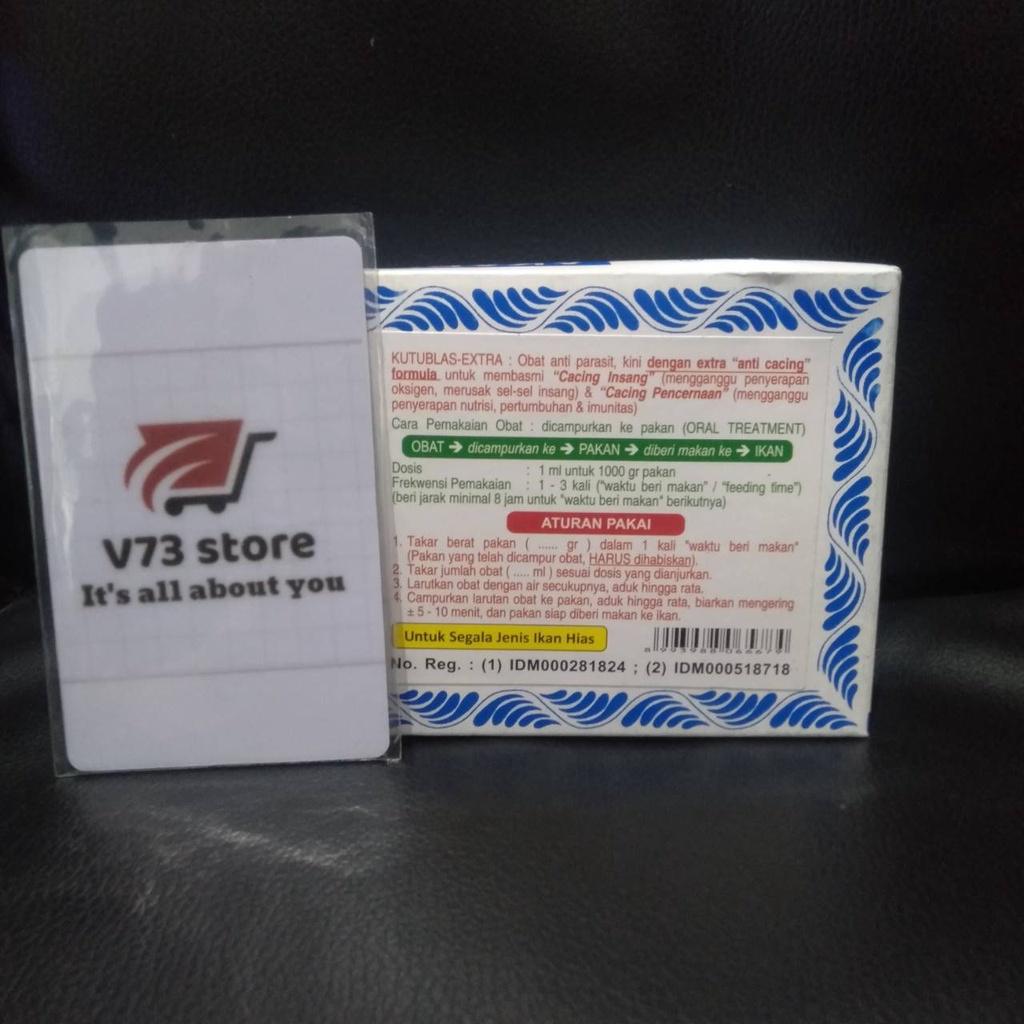 V73 store
It's all about you
KUTUBLAS-EXTRA : Obat anti parasit, kini dengan extra "anti cacing"
formula untuk membasmi "Cacing Insang" (mengganggu penyerapan
oksigen, merusak sel-sel insang) & "Cacing Pencernaan" (mengganggu
penyerapan nutrisi, pertumbuhan & imunitas)
Cara Pemakaian Obat : dicampurkan ke pakan (ORAL TREATMENT)
OBAT → dicampurkan ke → PAKAN → diberi makan ke → IKAN
Dosis : 1 ml untuk 1000 gr pakan
Frekwensi Pemakaian : 1 - 3 kali ("waktu beri makan" / "feeding time")
(beri jarak minimal 8 jam untuk "waktu beri makan" berikutnya)
ATURAN PAKAI
1. Takar berat pakan ( ...... gr ) dalam 1 kali "waktu beri makan"
(Pakan yang telah dicampur obat, HARUS dihabiskan).
2. Takar jumlah obat ( ..... ml ) sesuai dosis yang dianjurkan.
3. Larutkan obat dengan air secukupnya, aduk hingga rata.
4. Campurkan larutan obat ke pakan, aduk hingga rata, biarkan mengering
± 5 - 10 menit, dan pakan siap diberi makan ke ikan.
Untuk Segala Jenis Ikan Hias
No. Reg. : (1) IDM000281824 ; (2) IDM000518718